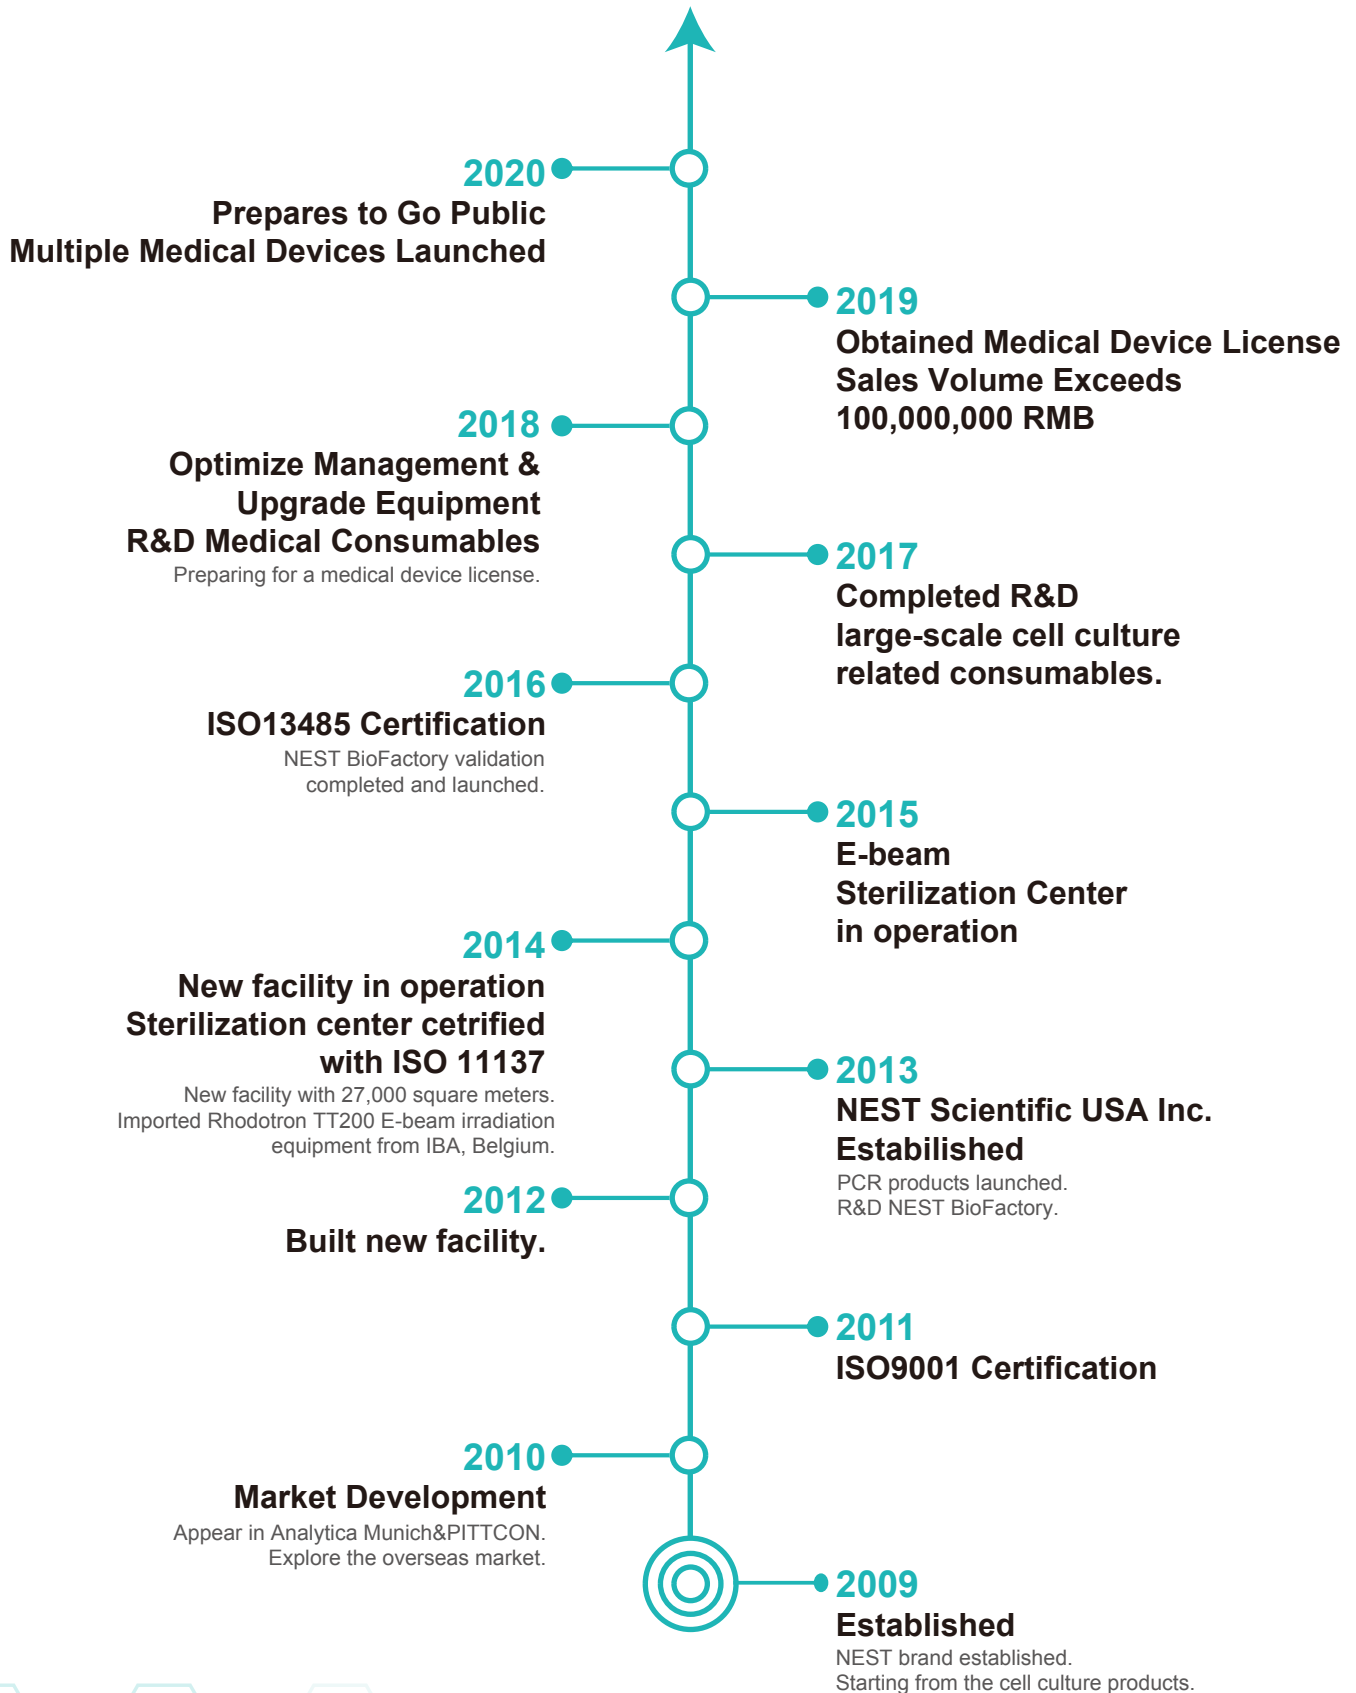 2020
Prepares to Go Public
Multiple Medical Devices Launched
2019
Obtained Medical Device License
Sales Volume Exceeds
100,000,000 RMB
2018
Optimize Management &
Upgrade Equipment
R&D Medical Consumables
Preparing for a medical device license.
2017
Completed R&D
large-scale cell culture
related consumables.
2016
ISO13485 Certification
NEST BioFactory validation
completed and launched.
2015
E-beam
Sterilization Center
in operation
2014
New facility in operation
Sterilization center cetrified
with ISO 11137
New facility with 27,000 square meters.
Imported Rhodotron TT200 E-beam irradiation
equipment from IBA, Belgium.
2013
NEST Scientific USA Inc.
Estabilished
PCR products launched.
R&D NEST BioFactory.
2012
Built new facility.
2011
ISO9001 Certification
2010
Market Development
Appear in Analytica Munich&PITTCON.
Explore the overseas market.
2009
Established
NEST brand established.
Starting from the cell culture products.